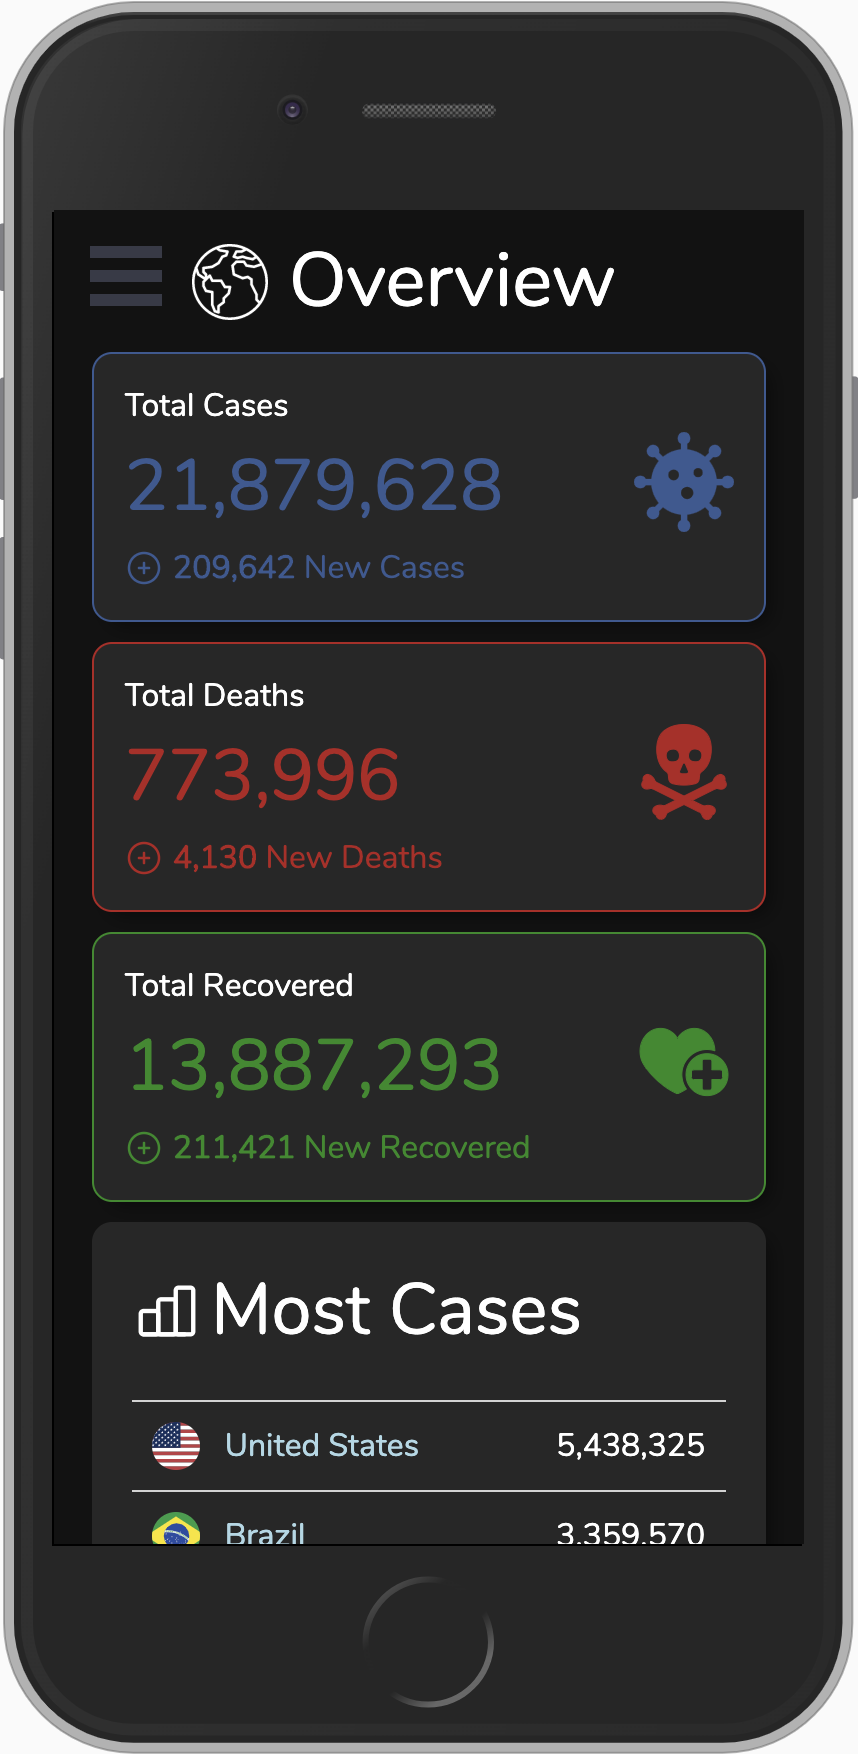 Overview
Total Cases
21,879,628
209,642 New Cases
Total Deaths
773,996
4,130 New Deaths
Total Recovered
13,887,293
211,421 New Recovered
Most Cases
United States 5,438,325
Brazil 3,359,570